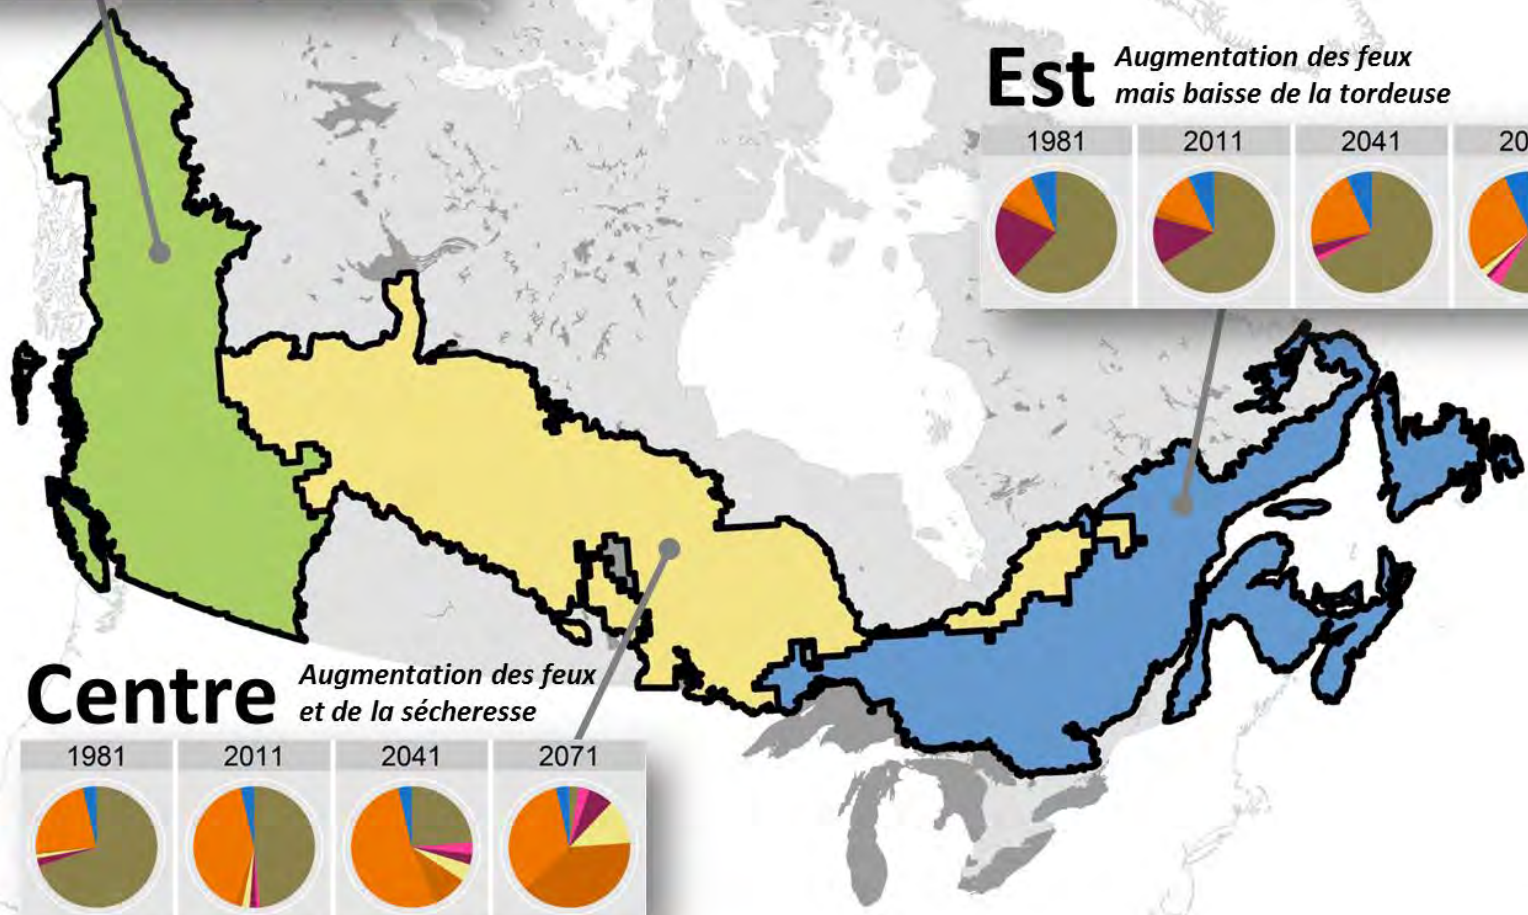 Est
Augmentation des feux
mais baisse de la tordeuse
1981 2011 2041 20
Centre
Augmentation des feux
et de la sécheresse
1981 2011 2041 2071